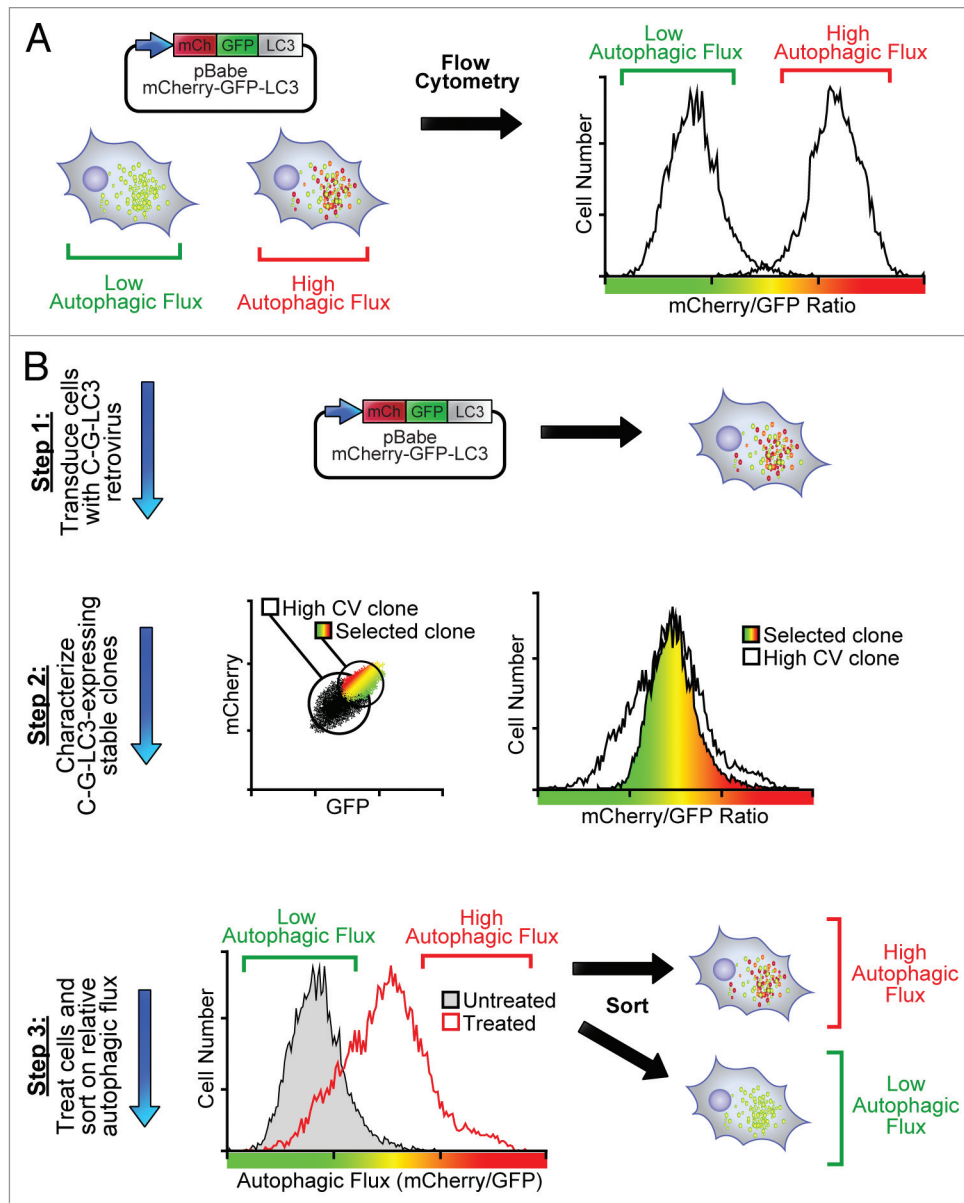 A
mCh GFP LC3
pBabe
mCherry-GFP-LC3
Low
Autophagic Flux
High
Autophagic Flux
Flow
Cytometry
Low
Autophagic Flux
High
Autophagic Flux
Cell Number
mCherry/GFP Ratio
B
Step 1:
Transduce cells
with C-G-LC3
retrovirus
mCh GFP LC3
pBabe
mCherry-GFP-LC3
Step 2:
Characterize
C-G-LC3-expressing
stable clones
High CV clone
Selected clone
mCherry
GFP
Selected clone
High CV clone
Cell Number
mCherry/GFP Ratio
Step 3:
Treat cells and
sort on relative
autophagic flux
Low
Autophagic Flux
High
Autophagic Flux
Untreated
Treated
Cell Number
Autophagic Flux (mCherry/GFP)
Sort
High
Autophagic
Flux
Low
Autophagic
Flux